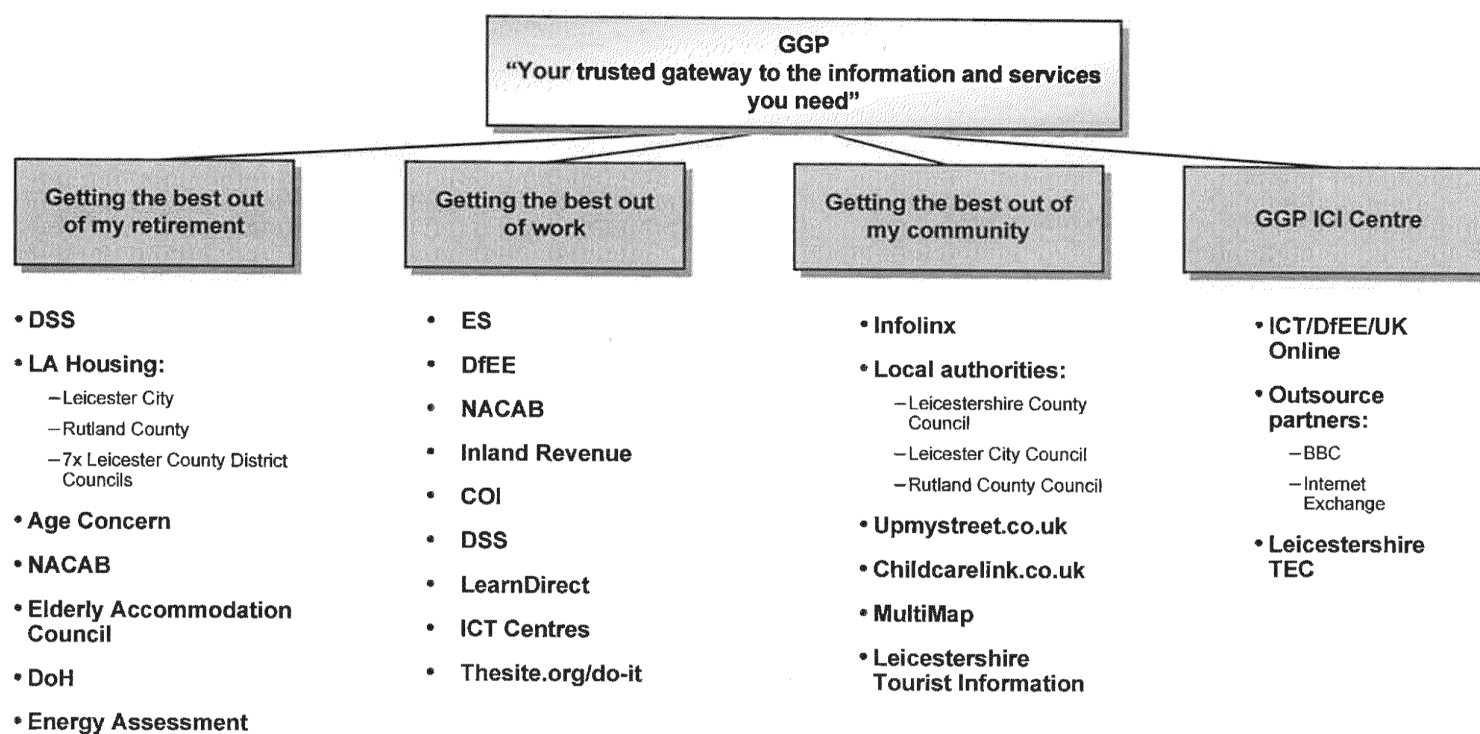 GGP
“Your trusted gateway to the information and services
you need”
Getting the best out
of my retirement
• DSS
• LA Housing:
–Leicester City
–Rutland County
–7x Leicester County District
Councils
• Age Concern
• NACAB
• Elderly Accommodation
Council
• DoH
• Energy Assessment
Getting the best out
of work
• ES
• DfEE
• NACAB
• Inland Revenue
• COI
• DSS
• LearnDirect
• ICT Centres
• Thesite.org/do-it
Getting the best out of
my community
• Infolinx
• Local authorities:
–Leicestershire County
Council
–Leicester City Council
–Rutland County Council
• Upmystreet.co.uk
• Childcarelink.co.uk
• MultiMap
• Leicestershire
Tourist Information
GGP ICI Centre
• ICT/DfEE/UK
Online
• Outsource
partners:
–BBC
–Internet
Exchange
• Leicestershire
TEC